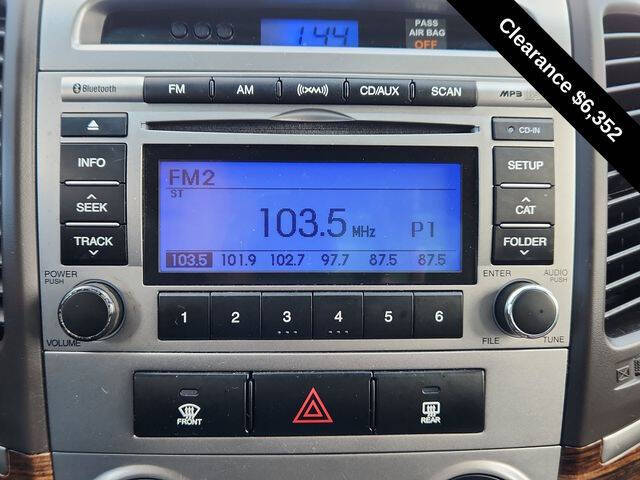 1:44
PASS
AIR BAG
OFF
Clearance $6,352
Bluetooth
FM
AM
((XM))
CD/AUX
SCAN
MP3
CD-IN
INFO
SEEK
TRACK
FM2
ST
103.5 MHz P1
103.5 101.9 102.7 97.7 87.5 87.5
SETUP
CAT
FOLDER
POWER
PUSH
VOLUME
1 2 3 4 5 6
ENTER
AUDIO
PUSH
FILE
TUNE
FRONT
REAR